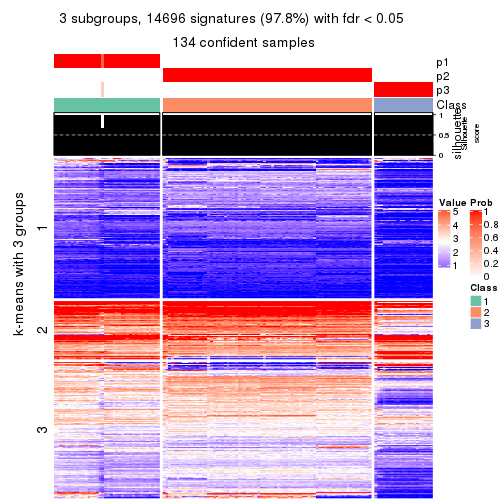 3 subgroups, 14696 signatures (97.8%) with fdr < 0.05
134 confident samples
p1
p2
p3
Class
silhouette
Silhouette
score
1
0.5
0
k-means with 3 groups
1
2
3
Value
5
4
3
2
1
Prob
1
0.8
0.6
0.4
0.2
0
Class
1
2
3